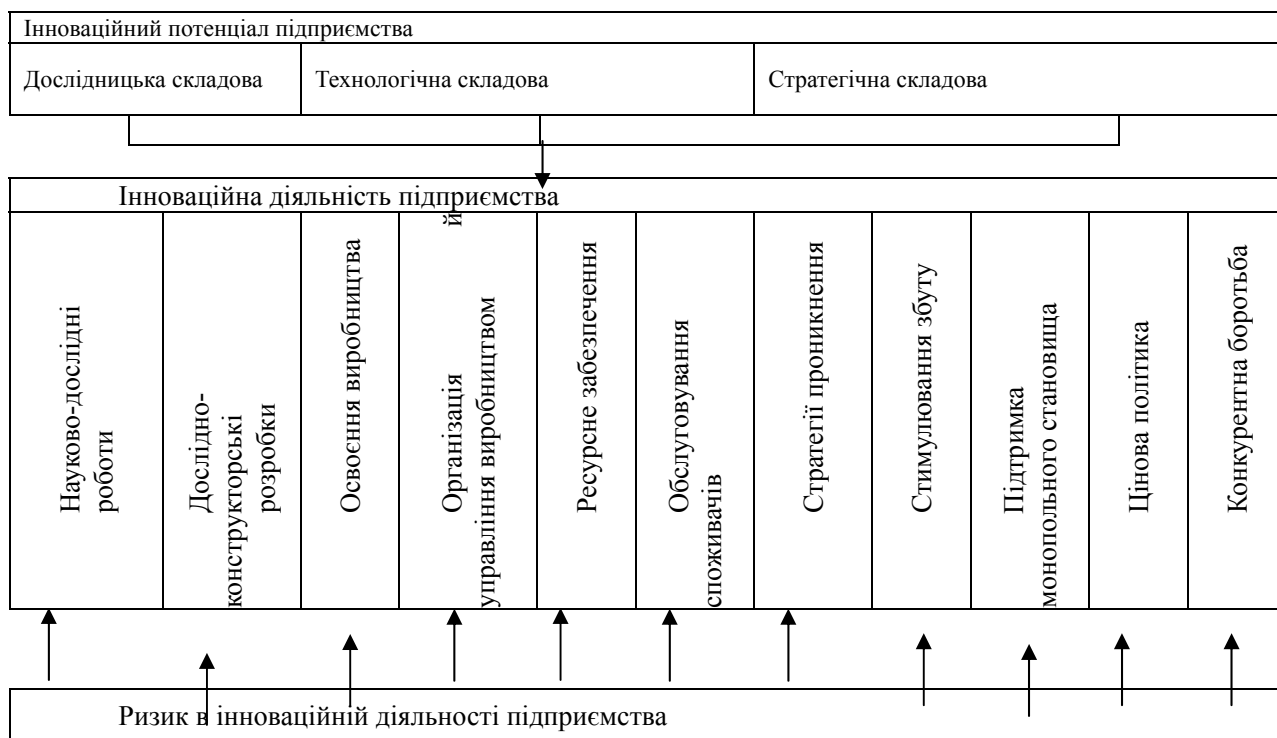 Інноваційний потенціал підприємства
Дослідницька складова
Технологічна складова
Стратегічна складова
Інноваційна діяльність підприємства
Науково-дослідні
роботи
Дослідно-
конструкторські
розробки
Освоєння виробництва
Організація й
управління виробництвом
Ресурсне забезпечення
Обслуговування
споживачів
Стратегії проникнення
Стимулювання збуту
Підтримка
монопольного становища
Цінова політика
Конкурентна боротьба
Ризик в інноваційній діяльності підприємства